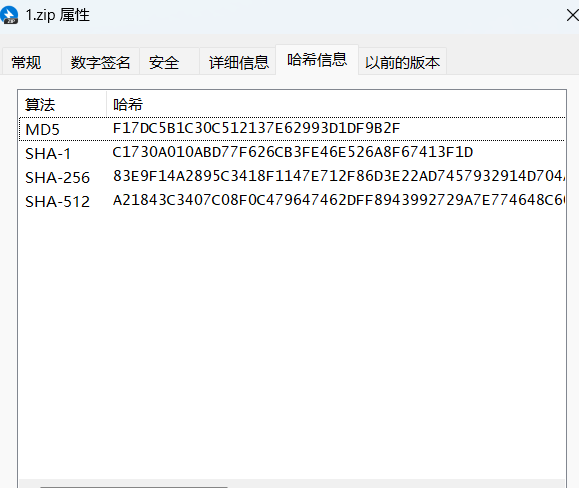 1.zip 属性
常规 数字签名 安全 详细信息 哈希信息 以前的版本
算法 哈希
MD5 F17DC5B1C30C512137E62993D1DF9B2F
SHA-1 C1730A010ABD77F626CB3FE46E526A8F67413F1D
SHA-256 83E9F14A2895C3418F1147E712F86D3E22AD7457932914D704
SHA-512 A21843C3407C08F0C479647462DFF8943992729A7E774648C6